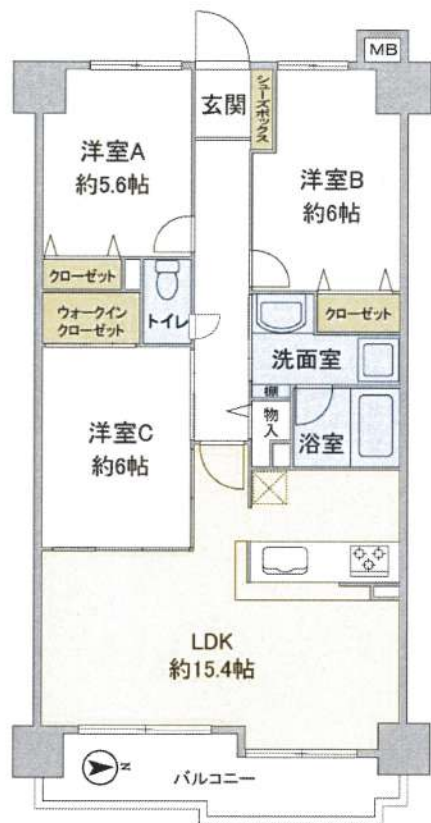 MB
玄関
シューズボックス
洋室A
約5.6帖
洋室B
約6帖
クローゼット
ウォークイン
クローゼット
トイレ
クローゼット
洗面室
棚
物入
浴室
洋室C
約6帖
LDK
約15.4帖
N
バルコニー